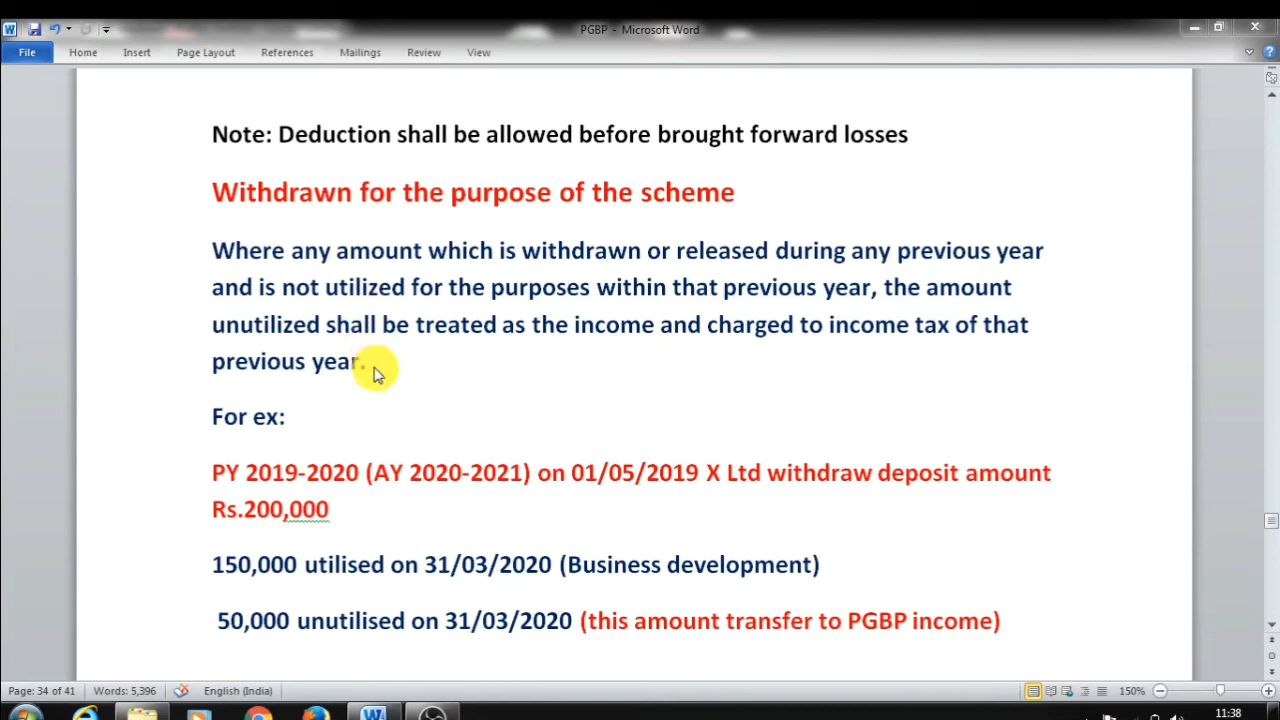 PGBP - Microsoft Word
File Home Insert Page Layout References Mailings Review View
Note: Deduction shall be allowed before brought forward losses
Withdrawn for the purpose of the scheme
Where any amount which is withdrawn or released during any previous year
and is not utilized for the purposes within that previous year, the amount
unutilized shall be treated as the income and charged to income tax of that
previous year.
For ex:
PY 2019-2020 (AY 2020-2021) on 01/05/2019 X Ltd withdraw deposit amount
Rs.200,000
150,000 utilised on 31/03/2020 (Business development)
50,000 unutilised on 31/03/2020 (this amount transfer to PGBP income)
Page: 34 of 41 Words: 5,396 English (India) 150%
11:38